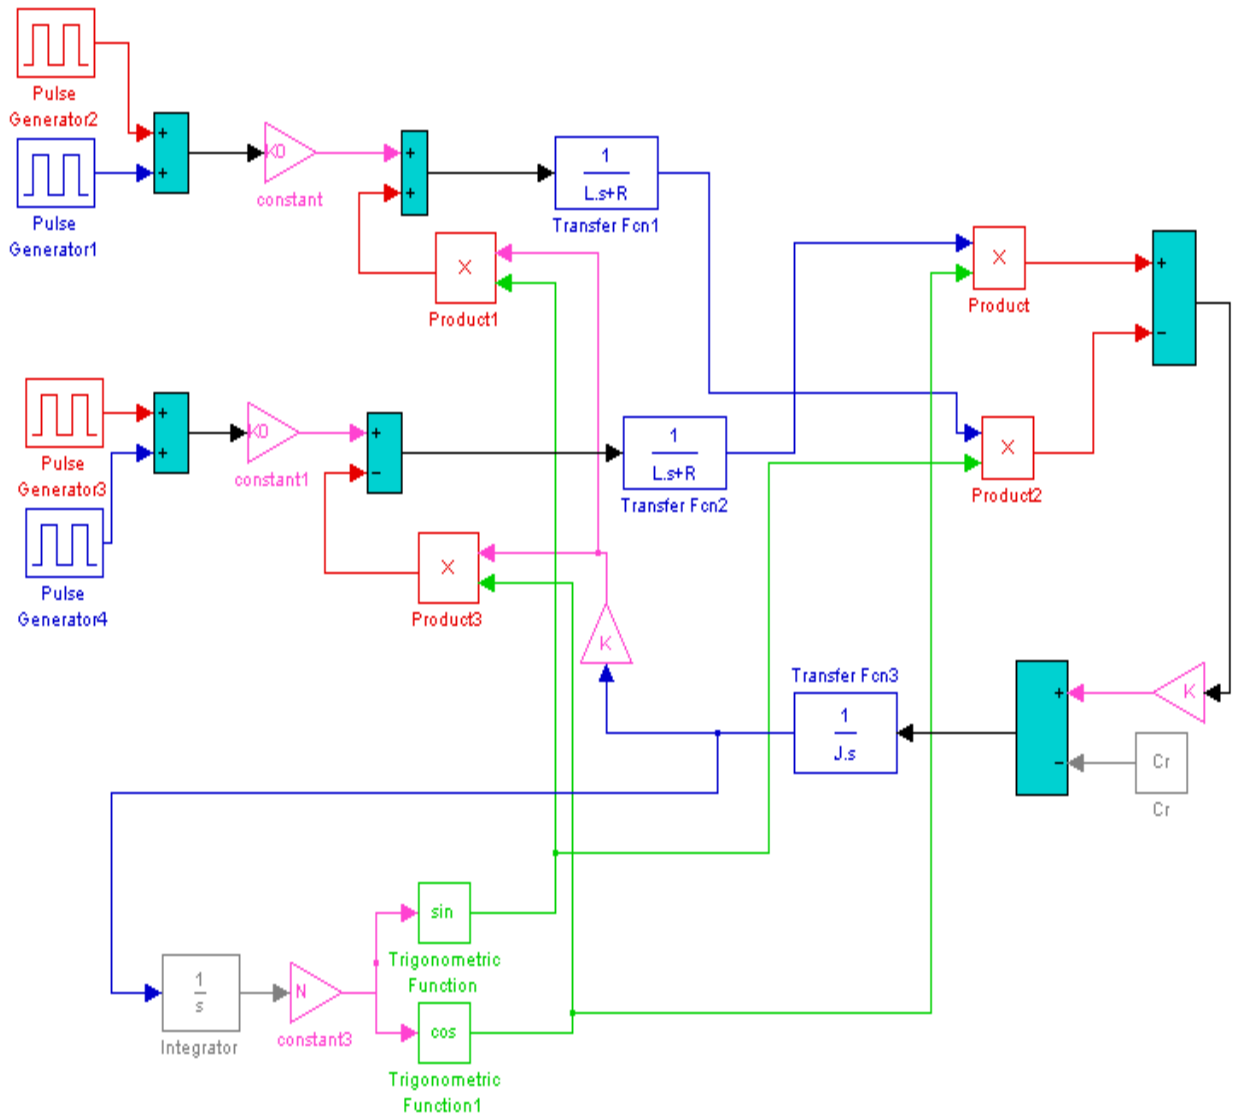 Pulse
Generator2
+
+
K0
constant
+
+
1
L.s+R
Transfer Fcn1
Pulse
Generator1
X
Product1
X
Product
+
-
Pulse
Generator3
+
+
K0
constant1
+
-
1
L.s+R
Transfer Fcn2
X
Product2
Pulse
Generator4
X
Product3
K
Transfer Fcn3
1
J.s
+
-
K
Cr
Cr
sin
Trigonometric
Function
1
s
Integrator
N
constant3
cos
Trigonometric
Function1